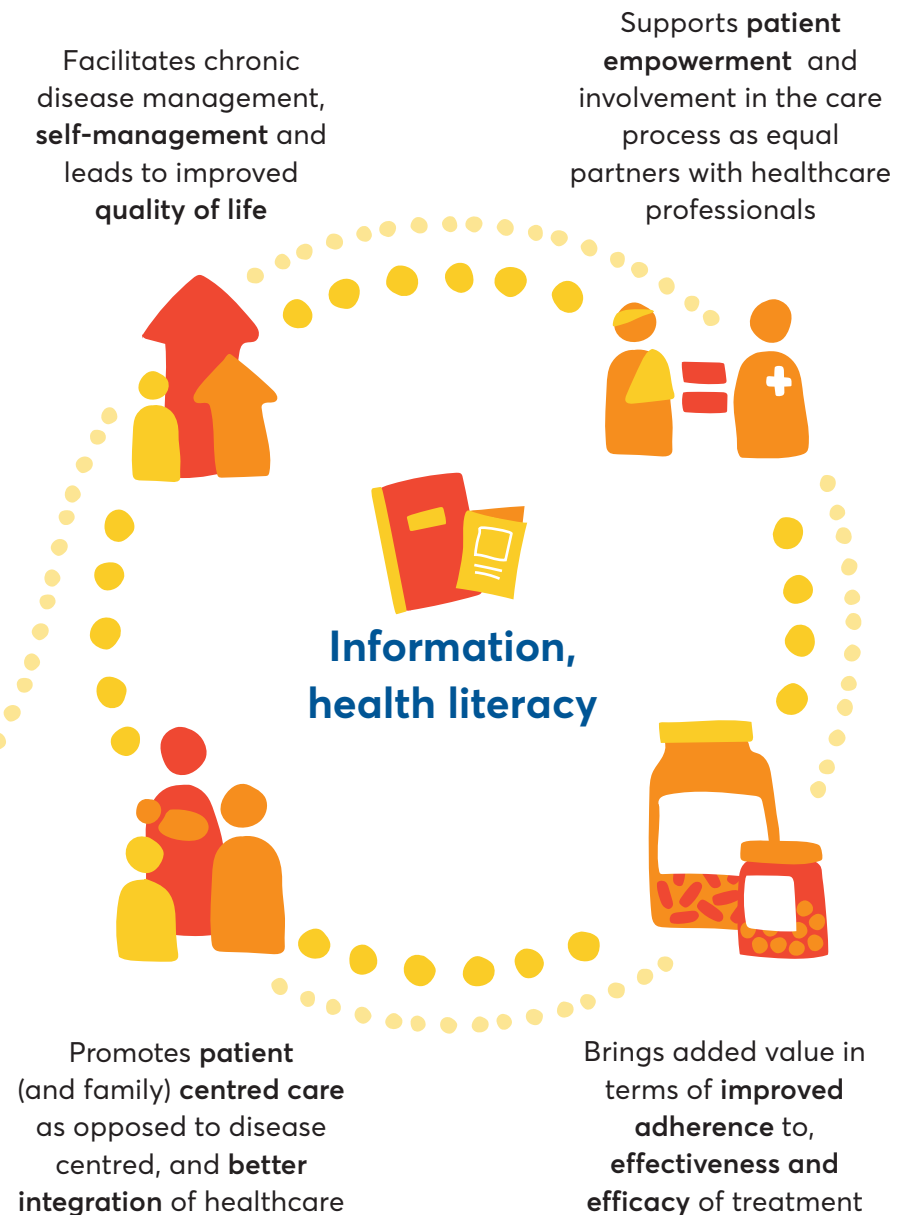 Facilitates chronic
disease management,
self-management and
leads to improved
quality of life
Supports patient
empowerment and
involvement in the care
process as equal
partners with healthcare
professionals
Information,
health literacy
Promotes patient
(and family) centred care
as opposed to disease
centred, and better
integration of healthcare
Brings added value in
terms of improved
adherence to,
effectiveness and
efficacy of treatment